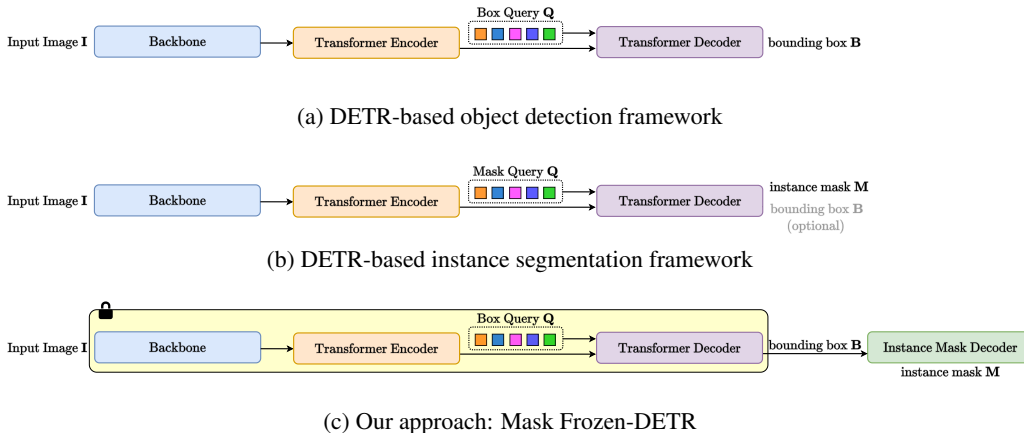 Box Query Q
Input Image I Backbone Transformer Encoder Transformer Decoder bounding box B
(a) DETR-based object detection framework
Mask Query Q
instance mask M
Input Image I Backbone Transformer Encoder Transformer Decoder
bounding box B
(optional)
(b) DETR-based instance segmentation framework
Box Query Q
Input Image I Backbone Transformer Encoder Transformer Decoder bounding box B Instance Mask Decoder
instance mask M
(c) Our approach: Mask Frozen-DETR